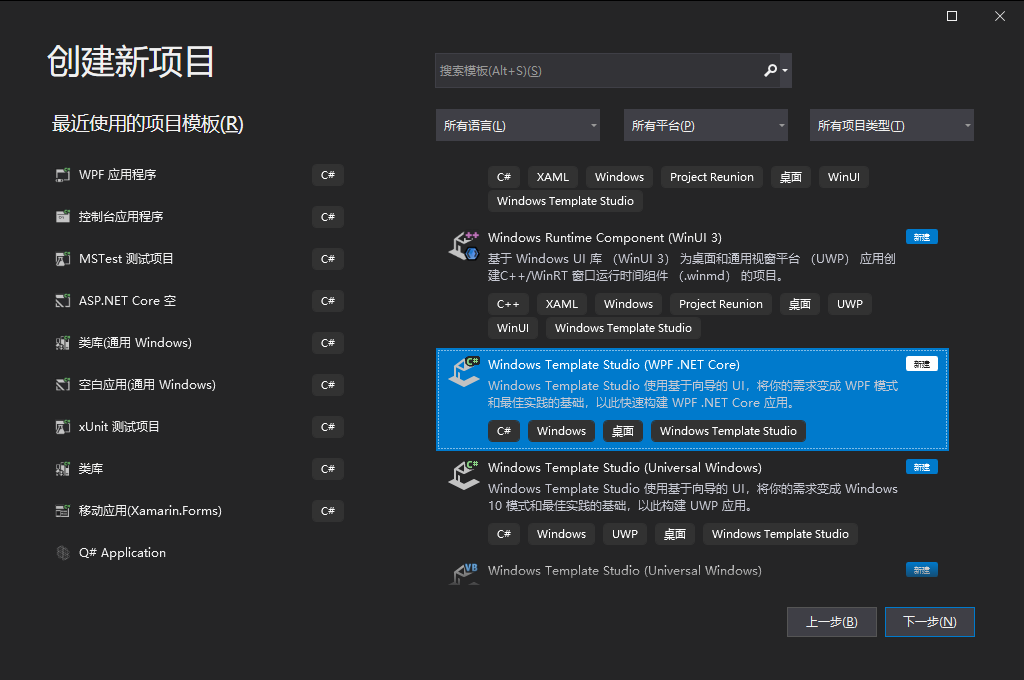 创建新项目
搜索模板(Alt+S)(S)
最近使用的项目模板(R)
所有语言(L)
所有平台(P)
所有项目类型(T)
WPF 应用程序
C#
控制台应用程序
C#
MSTest 测试项目
C#
ASP.NET Core 空
C#
类库(通用 Windows)
C#
空白应用(通用 Windows)
C#
xUnit 测试项目
C#
类库
C#
移动应用(Xamarin.Forms)
C#
Q# Application
C# XAML Windows Project Reunion 桌面 WinUI
Windows Template Studio
Windows Runtime Component (WinUI 3)
新建
基于 Windows UI 库 （WinUI 3） 为桌面和通用视窗平台 （UWP） 应用创
建C++/WinRT 窗口运行时间组件 （.winmd） 的项目。
C++ XAML Windows Project Reunion 桌面 UWP
WinUI Windows Template Studio
C#
Windows Template Studio (WPF .NET Core)
新建
Windows Template Studio 使用基于向导的 UI，将你的需求变成 WPF 模式
和最佳实践的基础，以此快速构建 WPF .NET Core 应用。
C# Windows 桌面 Windows Template Studio
C#
Windows Template Studio (Universal Windows)
新建
Windows Template Studio 使用基于向导的 UI，将你的需求变成 Windows
10 模式和最佳实践的基础，以此构建 UWP 应用。
C# Windows UWP 桌面 Windows Template Studio
VB
Windows Template Studio (Universal Windows)
新建
上一步(B)
下一步(N)